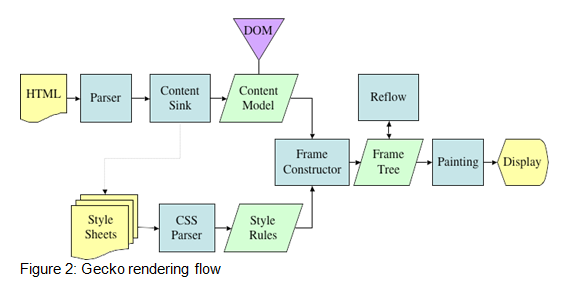 DOM
HTML
Parser
Content
Sink
Content
Model
Reflow
Frame
Constructor
Frame
Tree
Painting
Display
Style
Sheets
CSS
Parser
Style
Rules
Figure 2: Gecko rendering flow